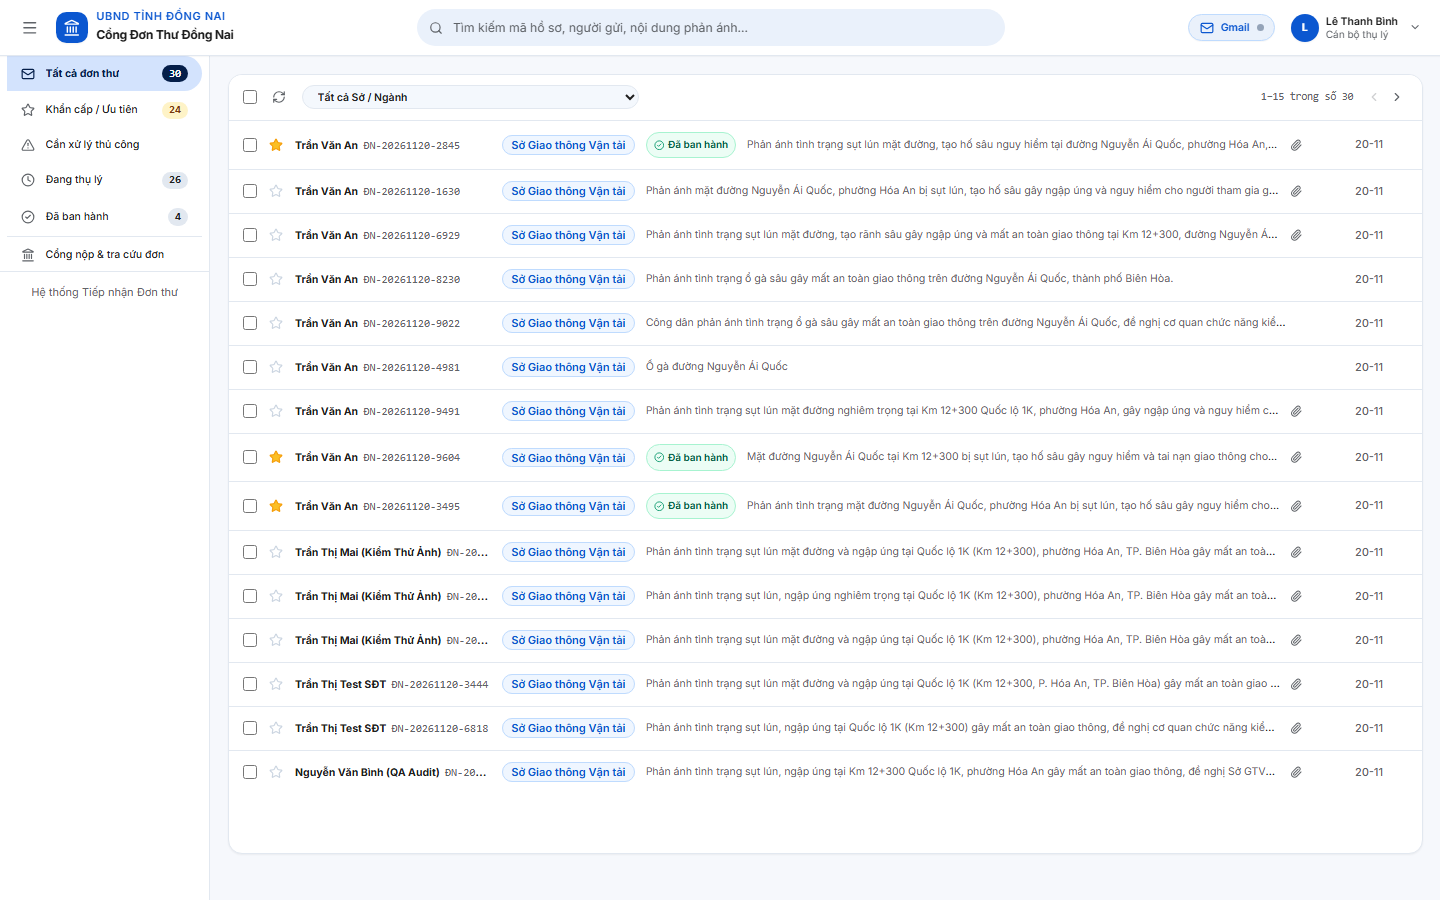 UBND TỈNH ĐỒNG NAI
Cổng Đơn Thư Đồng Nai
Tìm kiếm mã hồ sơ, người gửi, nội dung phản ánh...
Gmail
L
Lê Thanh Bình
Cán bộ thụ lý
Tất cả đơn thư 30
Khẩn cấp / Ưu tiên 24
Cần xử lý thủ công
Đang thụ lý 26
Đã ban hành 4
Cổng nộp & tra cứu đơn
Hệ thống Tiếp nhận Đơn thư
Tất cả Sở / Ngành
1–15 trong số 30
Trần Văn An ĐN-20261120-2845 Sở Giao thông Vận tải Đã ban hành Phản ánh tình trạng sụt lún mặt đường, tạo hố sâu nguy hiểm tại đường Nguyễn Ái Quốc, phường Hóa An,... 20-11
Trần Văn An ĐN-20261120-1630 Sở Giao thông Vận tải Phản ánh mặt đường Nguyễn Ái Quốc, phường Hóa An bị sụt lún, tạo hố sâu gây ngập úng và nguy hiểm cho người tham gia g... 20-11
Trần Văn An ĐN-20261120-6929 Sở Giao thông Vận tải Phản ánh tình trạng sụt lún mặt đường, tạo rãnh sâu gây ngập úng và mất an toàn giao thông tại Km 12+300, đường Nguyễn Á... 20-11
Trần Văn An ĐN-20261120-8230 Sở Giao thông Vận tải Phản ánh tình trạng ổ gà sâu gây mất an toàn giao thông trên đường Nguyễn Ái Quốc, thành phố Biên Hòa. 20-11
Trần Văn An ĐN-20261120-9022 Sở Giao thông Vận tải Công dân phản ánh tình trạng ổ gà sâu gây mất an toàn giao thông trên đường Nguyễn Ái Quốc, đề nghị cơ quan chức năng kiể... 20-11
Trần Văn An ĐN-20261120-4981 Sở Giao thông Vận tải Ổ gà đường Nguyễn Ái Quốc 20-11
Trần Văn An ĐN-20261120-9491 Sở Giao thông Vận tải Phản ánh tình trạng sụt lún mặt đường nghiêm trọng tại Km 12+300 Quốc lộ 1K, phường Hóa An, gây ngập úng và nguy hiểm c... 20-11
Trần Văn An ĐN-20261120-9604 Sở Giao thông Vận tải Đã ban hành Mặt đường Nguyễn Ái Quốc tại Km 12+300 bị sụt lún, tạo hố sâu gây nguy hiểm và tai nạn giao thông cho... 20-11
Trần Văn An ĐN-20261120-3495 Sở Giao thông Vận tải Đã ban hành Phản ánh tình trạng mặt đường Nguyễn Ái Quốc, phường Hóa An bị sụt lún, tạo hố sâu gây nguy hiểm cho... 20-11
Trần Thị Mai (Kiểm Thử Ảnh) ĐN-20... Sở Giao thông Vận tải Phản ánh tình trạng sụt lún mặt đường và ngập úng tại Quốc lộ 1K (Km 12+300), phường Hóa An, TP. Biên Hòa gây mất an toà... 20-11
Trần Thị Mai (Kiểm Thử Ảnh) ĐN-20... Sở Giao thông Vận tải Phản ánh tình trạng sụt lún, ngập úng nghiêm trọng tại Quốc lộ 1K (Km 12+300), phường Hóa An, TP. Biên Hòa gây mất an toà... 20-11
Trần Thị Mai (Kiểm Thử Ảnh) ĐN-20... Sở Giao thông Vận tải Phản ánh tình trạng sụt lún mặt đường và ngập úng tại Quốc lộ 1K (Km 12+300), phường Hóa An, TP. Biên Hòa gây mất an toà... 20-11
Trần Thị Test SĐT ĐN-20261120-3444 Sở Giao thông Vận tải Phản ánh tình trạng sụt lún mặt đường và ngập úng tại Quốc lộ 1K (Km 12+300, P. Hóa An, TP. Biên Hòa) gây mất an toàn giao ... 20-11
Trần Thị Test SĐT ĐN-20261120-6818 Sở Giao thông Vận tải Phản ánh tình trạng sụt lún, ngập úng tại Quốc lộ 1K (Km 12+300) gây mất an toàn giao thông, đề nghị cơ quan chức năng kiể... 20-11
Nguyễn Văn Bình (QA Audit) ĐN-20... Sở Giao thông Vận tải Phản ánh tình trạng sụt lún, ngập úng tại Km 12+300 Quốc lộ 1K, phường Hóa An gây mất an toàn giao thông, đề nghị Sở GTV... 20-11